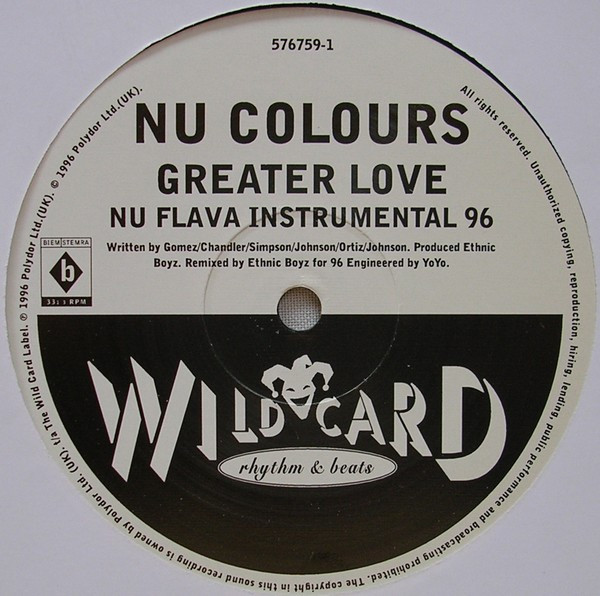 576759-1
NU COLOURS
GREATER LOVE
NU FLAVA INSTRUMENTAL 96
Written by Gomez/Chandler/Simpson/Johnson/Ortiz/Johnson. Produced Ethnic
Boyz. Remixed by Ethnic Boyz for 96 Engineered by YoYo.
BIEM STEMRA
b
33 1/3 RPM
WILD CARD
rhythm & beats
All rights reserved. Unauthorized copying, reproduction, hiring, lending, public performance and broadcasting prohibited. The copyright in this sound recording is owned by Polydor Ltd. (UK). t/a The Wild Card Label. ℗ 1996 Polydor Ltd.(UK). © 1996 Polydor Ltd.(UK).